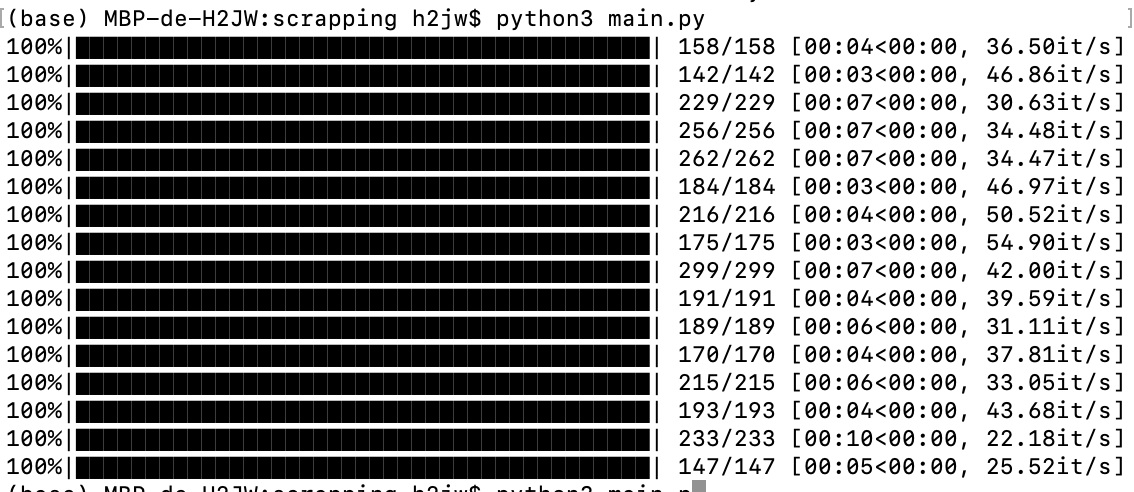 (base) MBP-de-H2JW:scrapping h2jw$ python3 main.py
100%| | 158/158 [00:04<00:00, 36.50it/s]
100%| | 142/142 [00:03<00:00, 46.86it/s]
100%| | 229/229 [00:07<00:00, 30.63it/s]
100%| | 256/256 [00:07<00:00, 34.48it/s]
100%| | 262/262 [00:07<00:00, 34.47it/s]
100%| | 184/184 [00:03<00:00, 46.97it/s]
100%| | 216/216 [00:04<00:00, 50.52it/s]
100%| | 175/175 [00:03<00:00, 54.90it/s]
100%| | 299/299 [00:07<00:00, 42.00it/s]
100%| | 191/191 [00:04<00:00, 39.59it/s]
100%| | 189/189 [00:06<00:00, 31.11it/s]
100%| | 170/170 [00:04<00:00, 37.81it/s]
100%| | 215/215 [00:06<00:00, 33.05it/s]
100%| | 193/193 [00:04<00:00, 43.68it/s]
100%| | 233/233 [00:10<00:00, 22.18it/s]
100%| | 147/147 [00:05<00:00, 25.52it/s]
(base) MBP-de-H2JW:scrapping h2jw$ python3 main.p